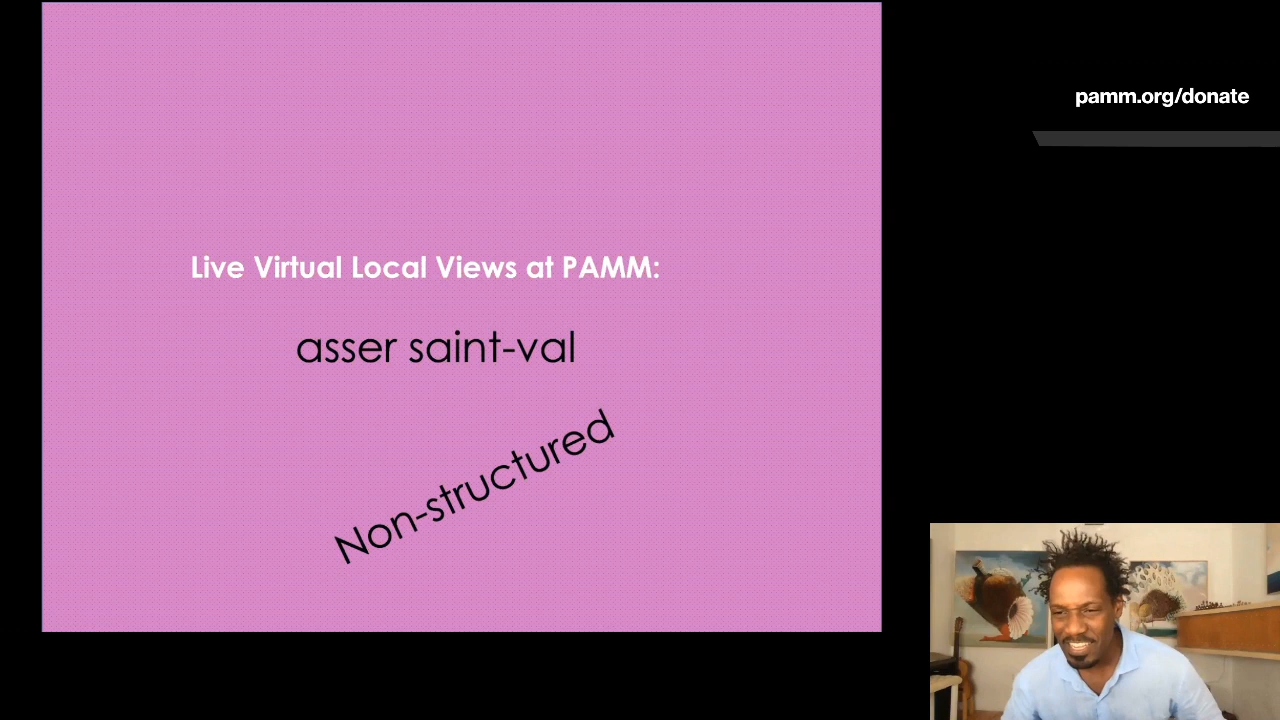 pamm.org/donate
Live Virtual Local Views at PAMM:
asser saint-val
Non-structured